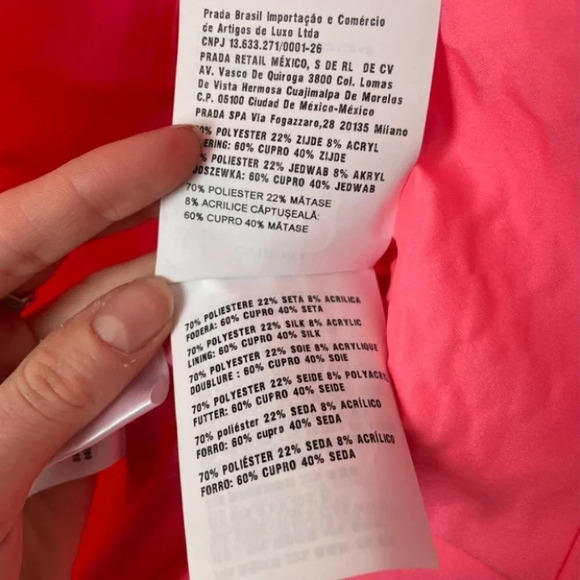 Prada Brasil Importação e Comércio
de Artigos de Luxo Ltda
CNPJ 13.633.271/0001-26
PRADA RETAIL MÉXICO, S DE RL DE CV
AV. Vasco De Quiroga 3800 Col. Lomas
De Vista Hermosa Cuajimalpa De Morelos
C.P. 05100 Ciudad De México-México
PRADA SPA Via Fogazzaro,28 20135 Milano
POLYESTER 22% ZIJDE 8% ACRYL
60% CUPRO 40% ZIJDE
POLIESTER 22% JEDWAB 8% AKRYL
60% CUPRO 40% JEDWAB
70% POLIESTER 22% MĂTASE
8% ACRILICE CĂPTUŞEALĂ:
60% CUPRO 40% MĂTASE
70% POLIESTERE 22% SETA 8% ACRILICA
FODERA: 60% CUPRO 40% SETA
70% POLYESTER 22% SILK 8% ACRYLIC
LINING: 60% CUPRO 40% SILK
70% POLYESTER 22% SOIE 8% ACRYLIQUE
DOUBLURE : 60% CUPRO 40% SOIE
70% POLYESTER 22% SEIDE 8% POLYACRYL
FUTTER: 60% CUPRO 40% SEIDE
70% poliéster 22% SEDA 8% ACRÍLICO
FORRO: 60% cupro 40% SEDA
70% POLIÉSTER 22% SEDA 8% ACRÍLICO
FORRO: 60% CUPRO 40% SEDA